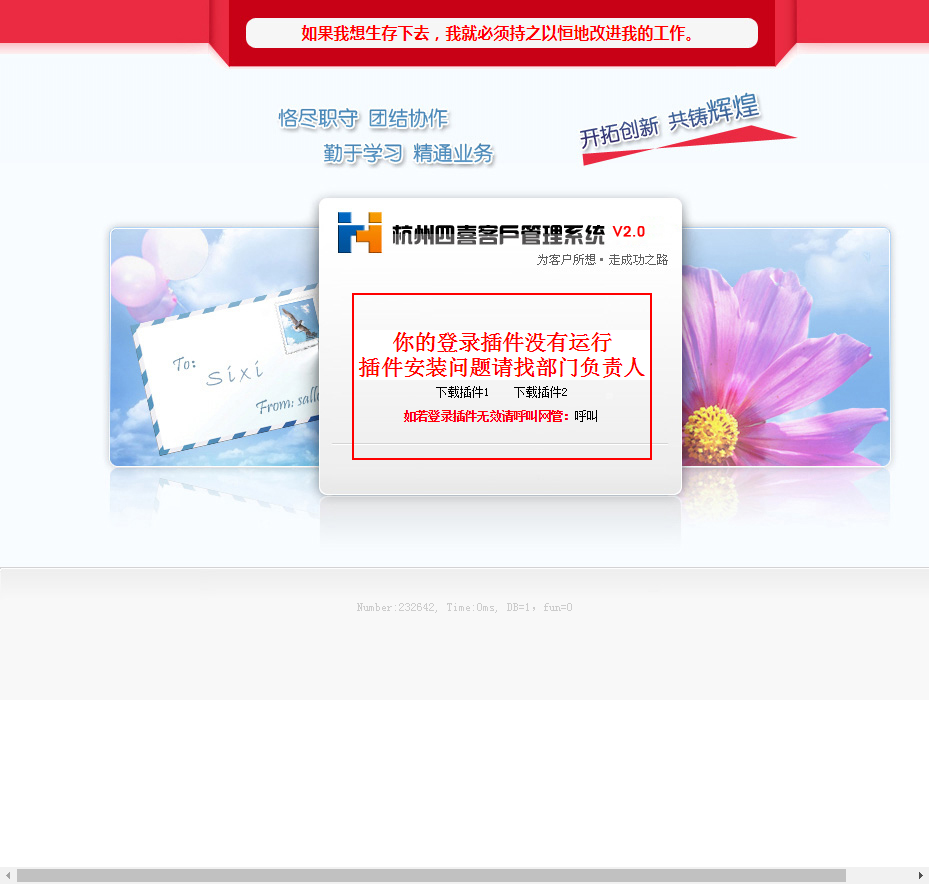 如果我想生存下去，我就必须持之以恒地改进我的工作。
恪尽职守 团结协作
勤于学习 精通业务
开拓创新 共铸辉煌
杭州四喜客戶管理系统 V2.0
为客户所想·走成功之路
To: sixi
From: salle
你的登录插件没有运行
插件安装问题请找部门负责人
下载插件1 下载插件2
如若登录插件无效请呼叫网管：呼叫
Number:232642, Time:0ms, DB=1, fun=0